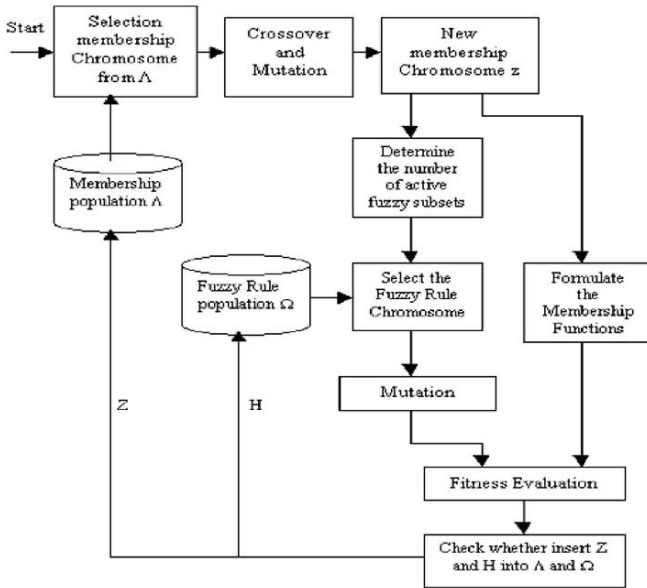 Start
Selection
membership
Chromosome
from Λ
Crossover
and
Mutation
New
membership
Chromosome z
Determine
the number
of active
fuzzy subsets
Membership
population Λ
Fuzzy Rule
population Ω
Select the
Fuzzy Rule
Chromosome
Formulate
the
Membership
Functions
Mutation
Z
H
Fitness Evaluation
Check whether insert Z
and H into Λ and Ω